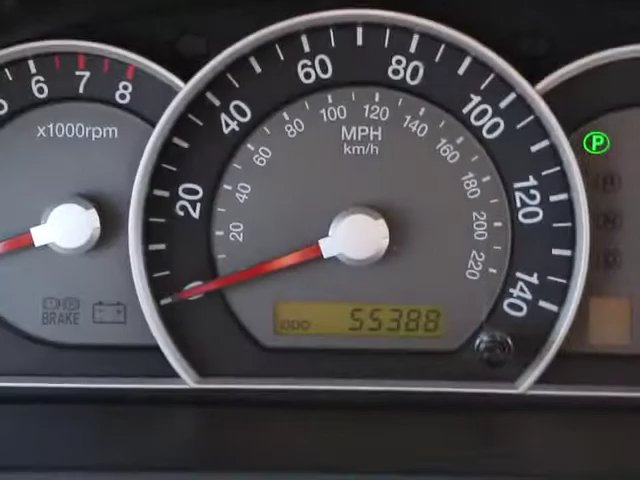 5 6 7 8
x1000rpm
BRAKE
20 40 60 80 100 120 140
20 40 60 80 100 120 140 160 180 200 220
MPH
km/h
ODO 55388
P